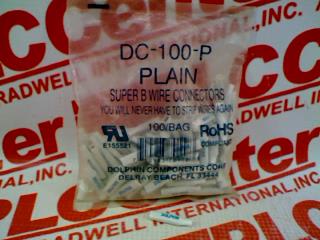 DC-100-P
PLAIN
SUPER B WIRE CONNECTORS
YOU WILL NEVER HAVE TO STRIP WIRES AGAIN
100/BAG
RoHS
COMPLIANT
E155521
DOLPHIN COMPONENTS CORP
DELRAY BEACH, FL 33444